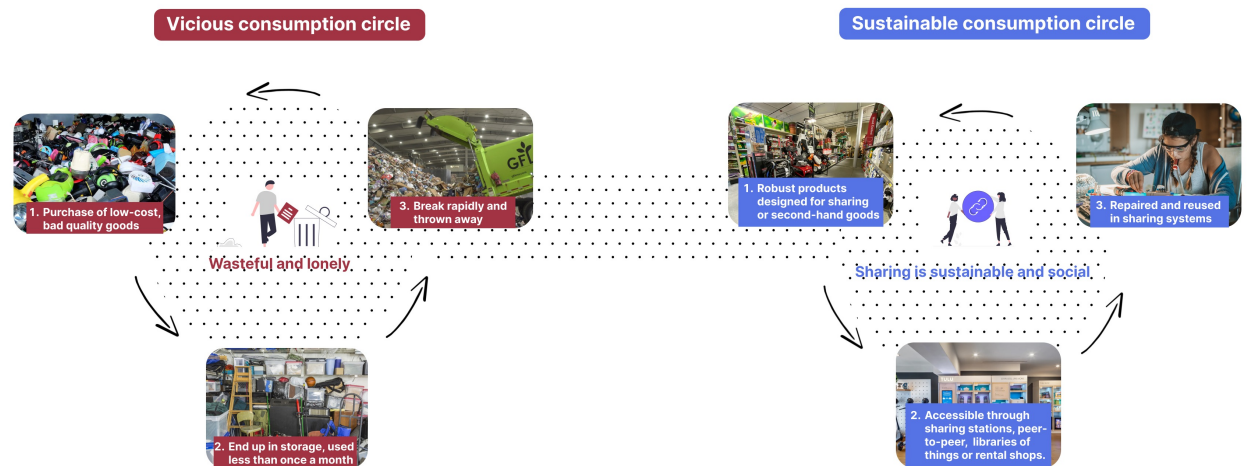 Vicious consumption circle
1. Purchase of low-cost,
bad quality goods
GF
3. Break rapidly and
thrown away
Wasteful and lonely
2. End up in storage, used
less than once a month
Sustainable consumption circle
1. Robust products
designed for sharing
or second-hand goods
3. Repaired and reused
in sharing systems
Sharing is sustainable and social
TULU
2. Accessible through
sharing stations, peer-
to-peer, libraries of
things or rental shops.